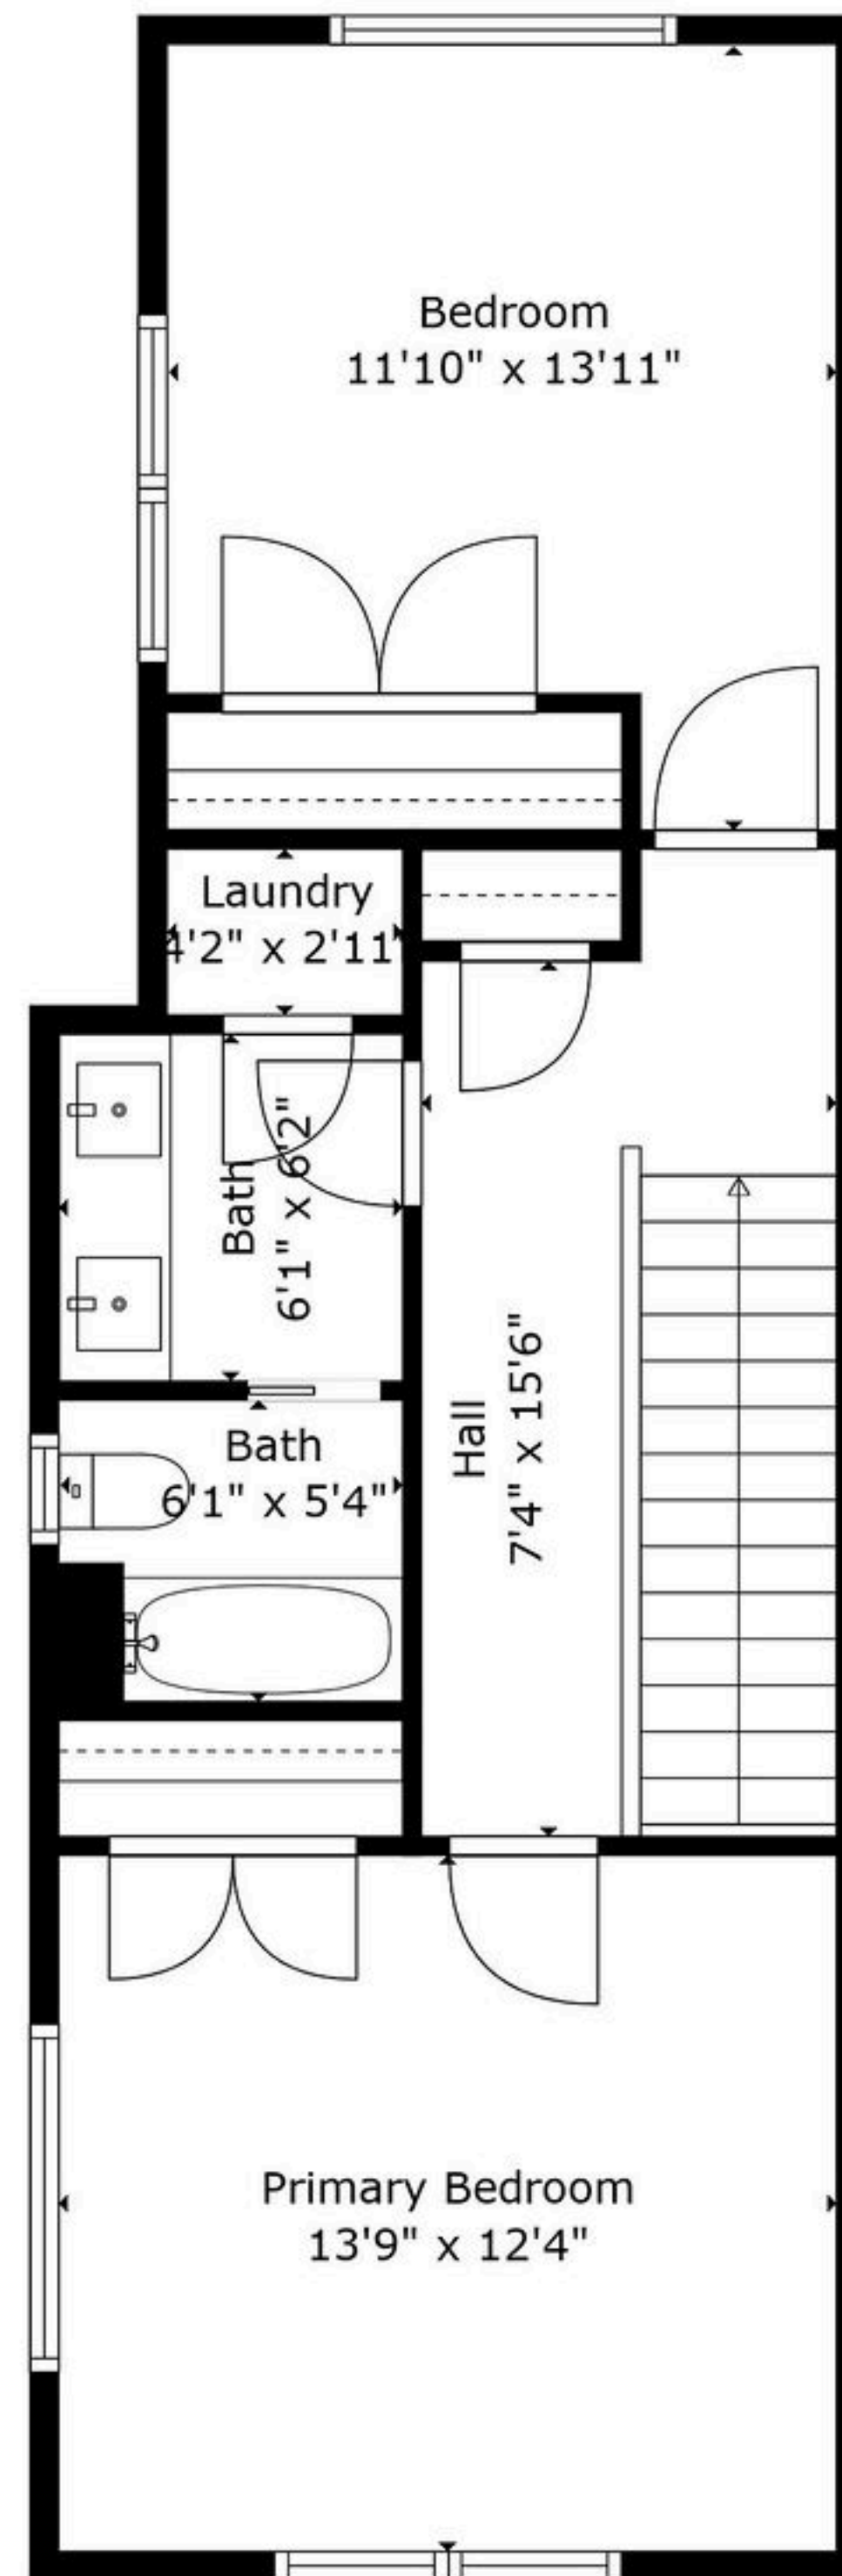 Bedroom
11'10" x 13'11"
Laundry
4'2" x 2'11"
Bath
6'1" x 6'2"
Bath
6'1" x 5'4"
Hall
7'4" x 15'6"
Primary Bedroom
13'9" x 12'4"